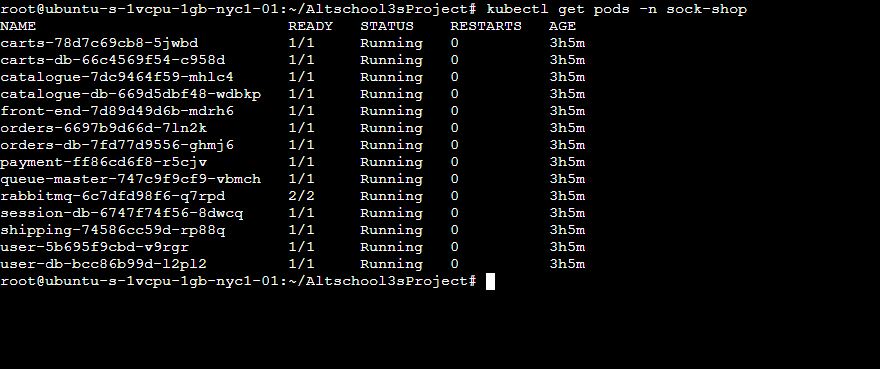 root@ubuntu-s-1vcpu-1gb-nyc1-01:~/Altschool3sProject# kubectl get pods -n sock-shop
NAME READY STATUS RESTARTS AGE
carts-78d7c69cb8-5jwbd 1/1 Running 0 3h5m
carts-db-66c4569f54-c958d 1/1 Running 0 3h5m
catalogue-7dc9464f59-mhlc4 1/1 Running 0 3h5m
catalogue-db-669d5dbf48-wdbkp 1/1 Running 0 3h5m
front-end-7d89d49d6b-mdrh6 1/1 Running 0 3h5m
orders-6697b9d66d-7ln2k 1/1 Running 0 3h5m
orders-db-7fd77d9556-ghmj6 1/1 Running 0 3h5m
payment-ff86cd6f8-r5cjv 1/1 Running 0 3h5m
queue-master-747c9f9cf9-vbmch 1/1 Running 0 3h5m
rabbitmq-6c7dfd98f6-q7rpd 2/2 Running 0 3h5m
session-db-6747f74f56-8dwcq 1/1 Running 0 3h5m
shipping-74586cc59d-rp88q 1/1 Running 0 3h5m
user-5b695f9cbd-v9rgr 1/1 Running 0 3h5m
user-db-bcc86b99d-l2pl2 1/1 Running 0 3h5m
root@ubuntu-s-1vcpu-1gb-nyc1-01:~/Altschool3sProject#